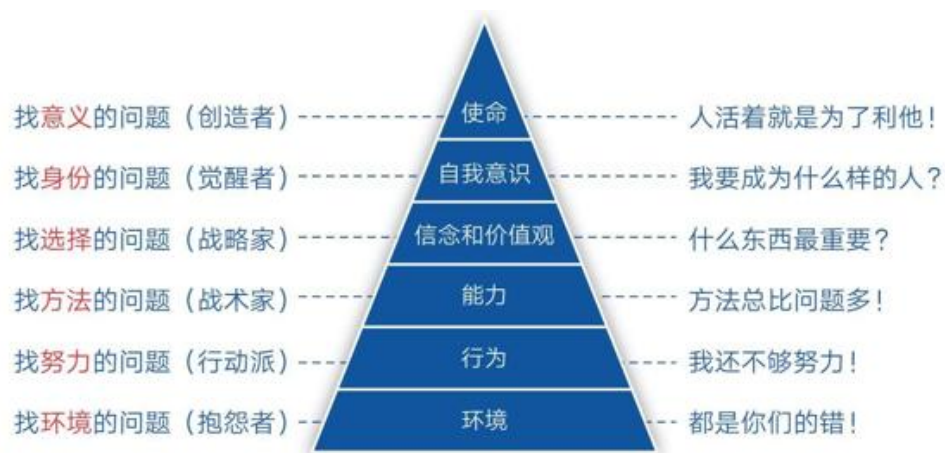 找意义的问题（创造者） 使命 人活着就是为了利他！
找身份的问题（觉醒者） 自我意识 我要成为什么样的人？
找选择的问题（战略家） 信念和价值观 什么东西最重要？
找方法的问题（战术家） 能力 方法总比问题多！
找努力的问题（行动派） 行为 我还不够努力！
找环境的问题（抱怨者） 环境 都是你们的错！